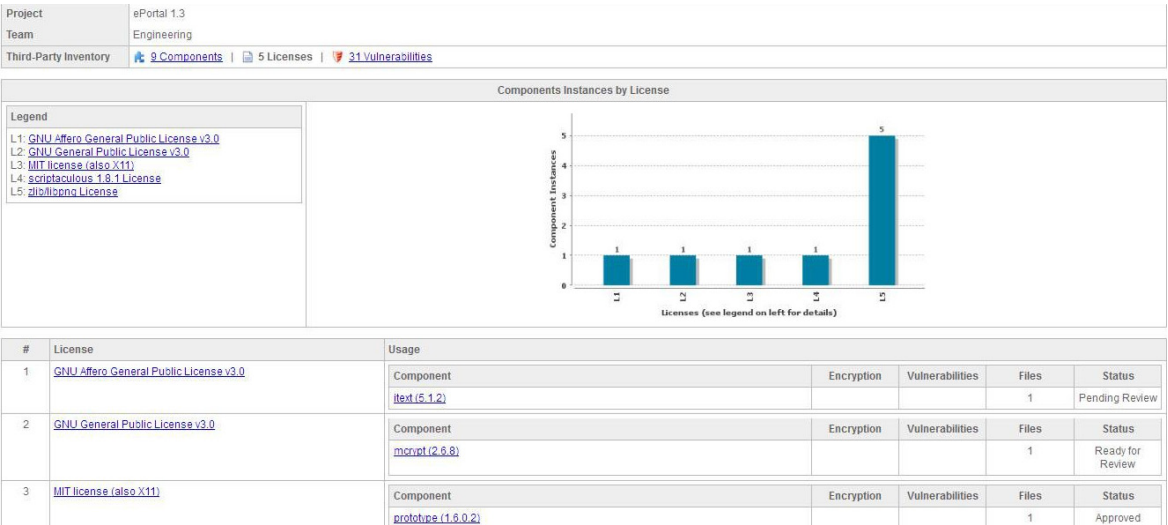 Project ePortal 1.3
Team Engineering
Third-Party Inventory 9 Components | 5 Licenses | 31 Vulnerabilities
Components Instances by License
Legend
L1: GNU Affero General Public License v3.0
L2: GNU General Public License v3.0
L3: MIT license (also X11)
L4: scriptaculous 1.8.1 License
L5: zlib/libpng License
Component Instances
5
4
3
2
1
0
1 1 1 1 5
L1 L2 L3 L4 L5
Licenses (see legend on left for details)
# License Usage
1 GNU Affero General Public License v3.0
Component Encryption Vulnerabilities Files Status
itext (5.1.2) 1 Pending Review
2 GNU General Public License v3.0
Component Encryption Vulnerabilities Files Status
mcrypt (2.6.8) 1 Ready for
Review
3 MIT license (also X11)
Component Encryption Vulnerabilities Files Status
prototype (1.6.0.2) 1 Approved